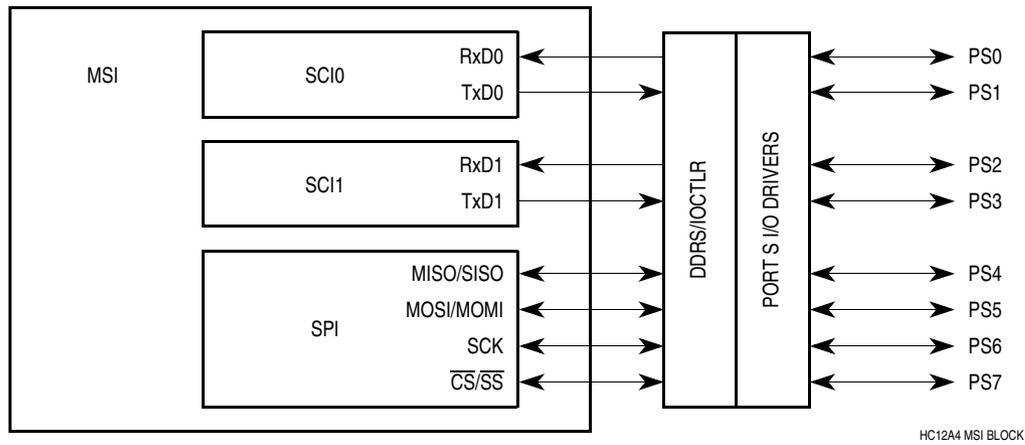 MSI
SCI0
RxD0
TxD0
SCI1
RxD1
TxD1
SPI
MISO/SISO
MOSI/MOMI
SCK
CS/SS
DDRS/IOCTLR
PORT S I/O DRIVERS
PS0
PS1
PS2
PS3
PS4
PS5
PS6
PS7
HC12A4 MSI BLOCK